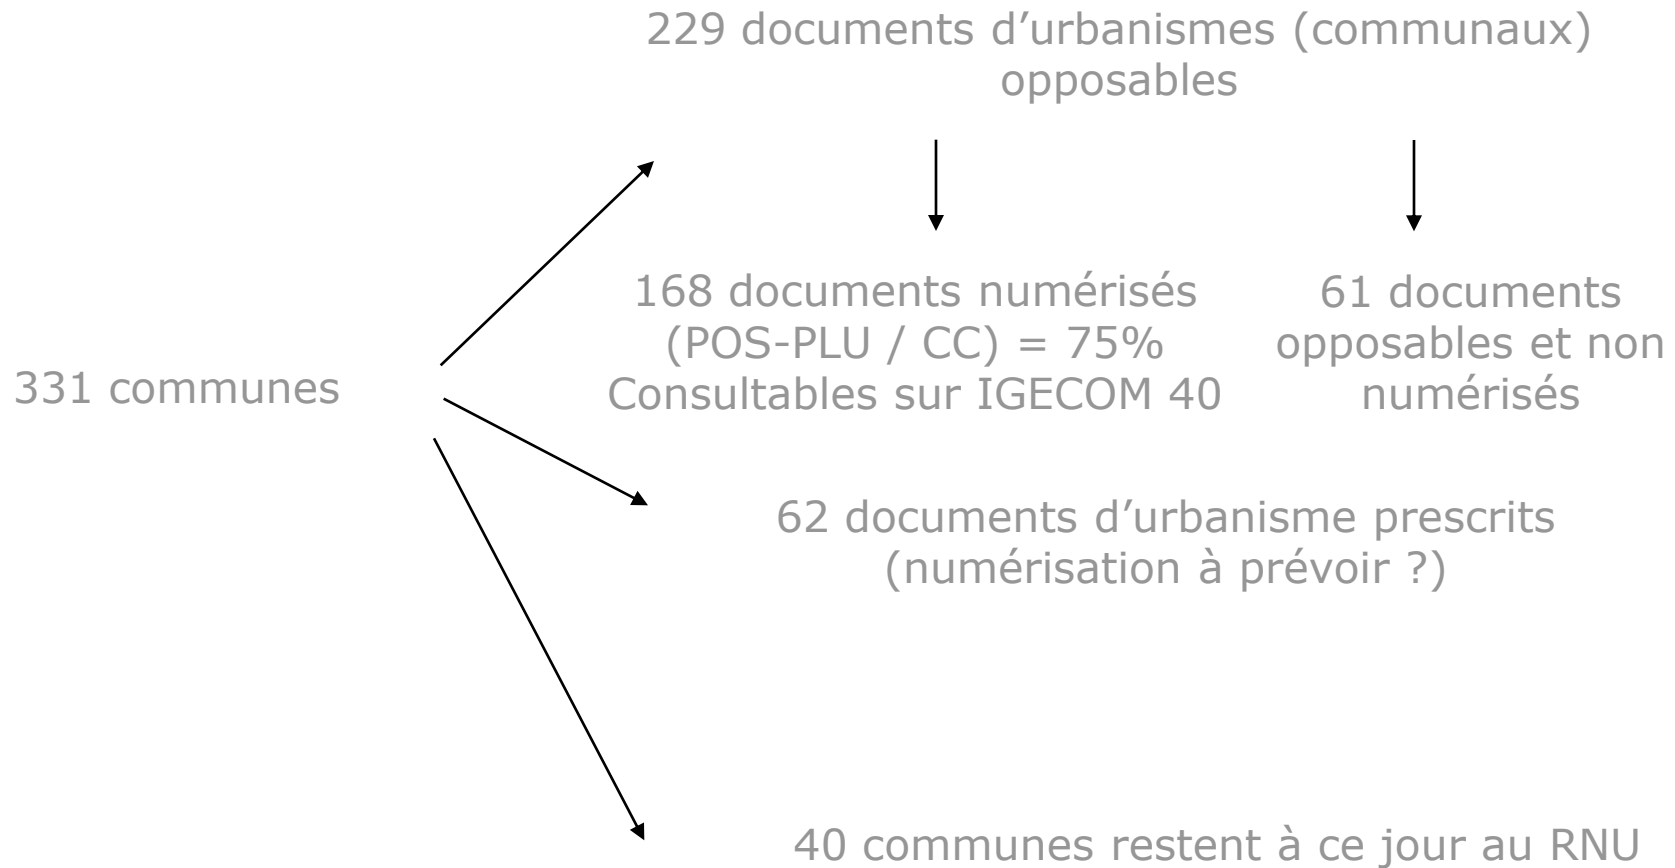 229 documents d’urbanismes (communaux)
opposables
168 documents numérisés
(POS-PLU / CC) = 75%
Consultables sur IGECOM 40
61 documents
opposables et non
numérisés
331 communes
62 documents d’urbanisme prescrits
(numérisation à prévoir ?)
40 communes restent à ce jour au RNU